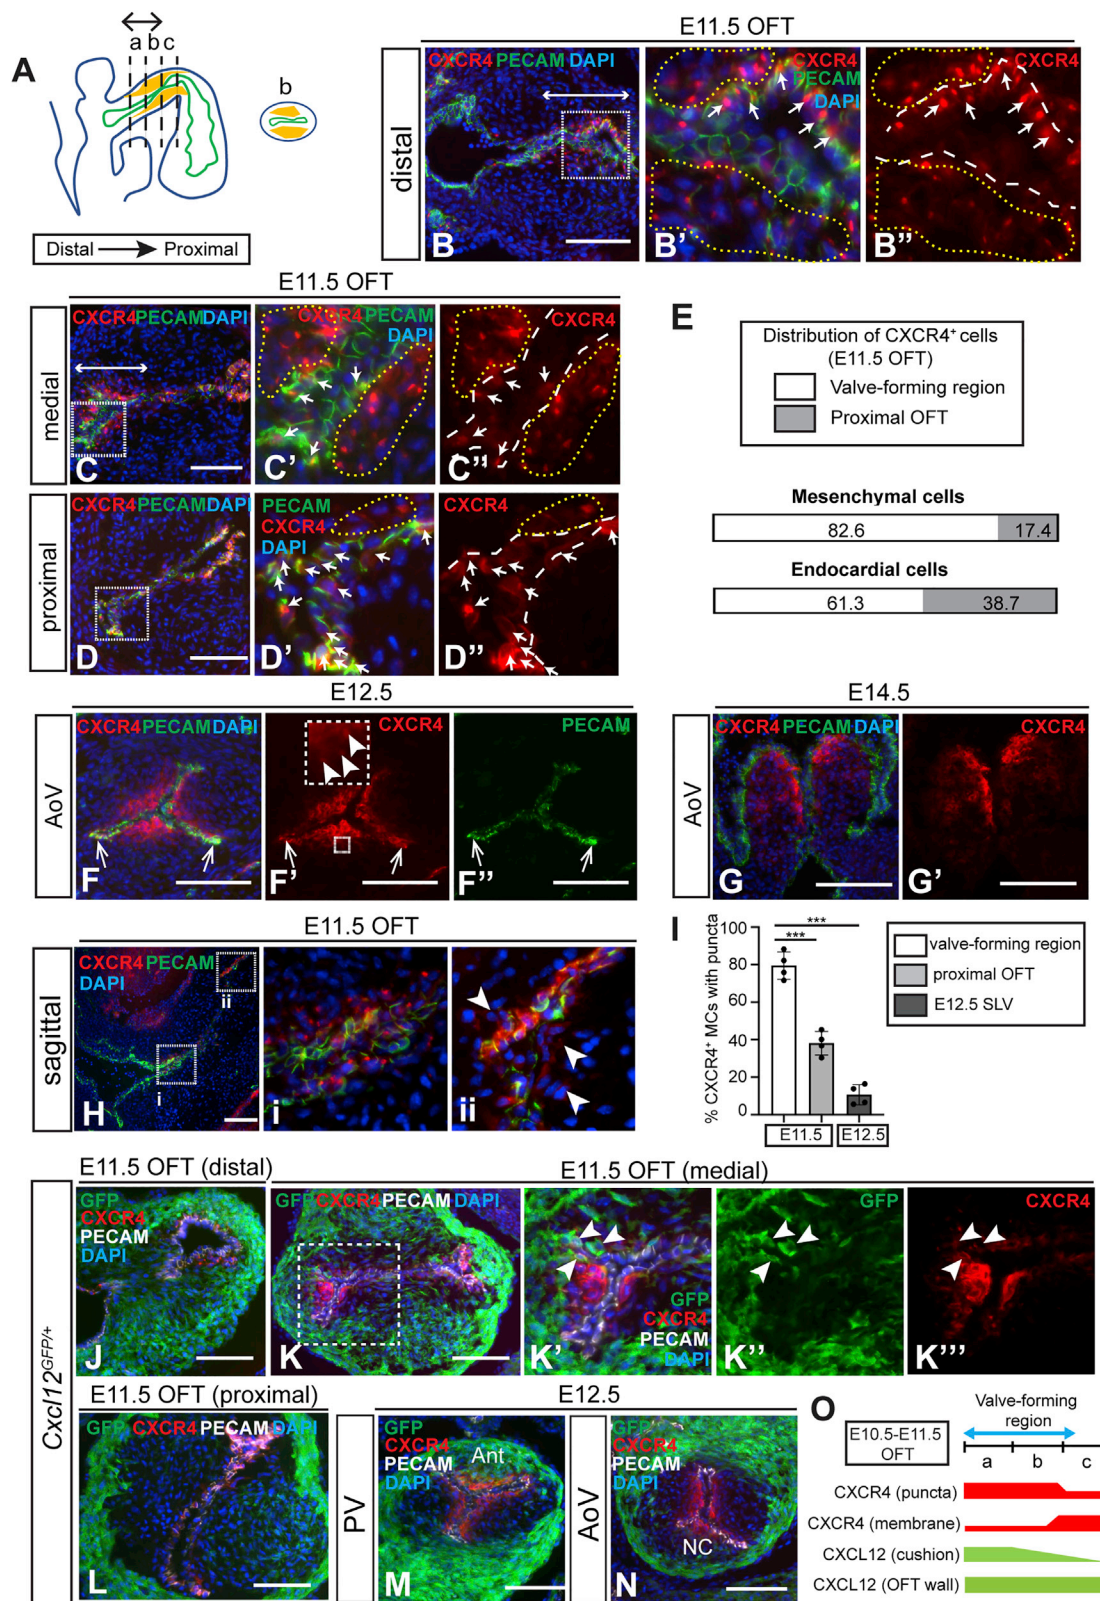 A
a b c
b
Distal Proximal
E11.5 OFT
distal
CXCR4 PECAM DAPI
B
CXCR4
PECAM
DAPI
B’
CXCR4
B’’
E11.5 OFT
medial
CXCR4 PECAM DAPI
C
CXCR4 PECAM
DAPI
C’
CXCR4
C’’
proximal
CXCR4 PECAM DAPI
D
PECAM
CXCR4
DAPI
D’
CXCR4
D’’
E
Distribution of CXCR4⁺ cells
(E11.5 OFT)
Valve-forming region
Proximal OFT
Mesenchymal cells
82.6 17.4
Endocardial cells
61.3 38.7
E12.5
AoV
CXCR4 PECAM DAPI
F
CXCR4
F’
PECAM
F’’
E14.5
AoV
CXCR4 PECAM DAPI
G
CXCR4
G’
E11.5 OFT
sagittal
CXCR4 PECAM
DAPI
ii
i
H
i
ii
I
% CXCR4⁺ MCs with puncta
100
80
60
40
20
0
***
***
E11.5 E12.5
valve-forming region
proximal OFT
E12.5 SLV
Cxcl12^GFP/+
E11.5 OFT (distal)
GFP
CXCR4
PECAM
DAPI
J
E11.5 OFT (medial)
GFP CXCR4 PECAM DAPI
K
GFP
CXCR4
PECAM
DAPI
K’
GFP
K’’
CXCR4
K’’’
E11.5 OFT (proximal)
GFP CXCR4 PECAM DAPI
L
E12.5
PV
GFP
CXCR4
PECAM
DAPI
Ant
M
AoV
GFP
CXCR4
PECAM
DAPI
NC
N
O
Valve-forming
region
E10.5-E11.5
OFT
a b c
CXCR4 (puncta)
CXCR4 (membrane)
CXCL12 (cushion)
CXCL12 (OFT wall)